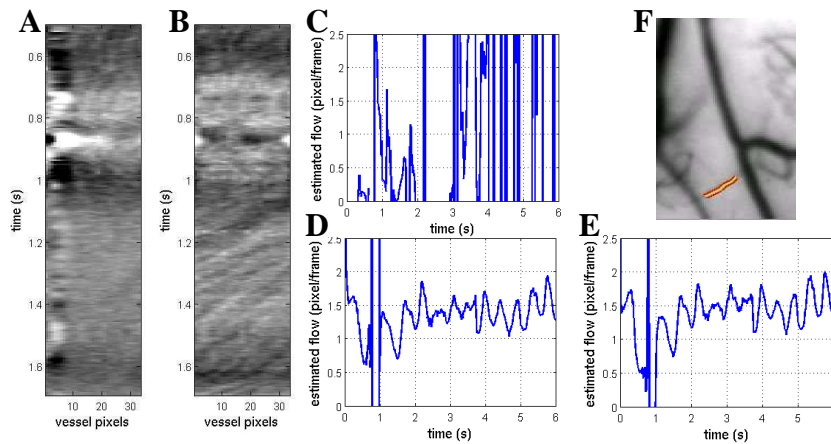 A
B
C
F
0.6
0.8
1
1.2
1.4
1.6
time (s)
10 20 30
vessel pixels
0.6
0.8
1
1.2
1.4
1.6
time (s)
10 20 30
vessel pixels
estimated flow (pixel/frame)
2.5
2
1.5
1
0.5
0
0 1 2 3 4 5 6
time (s)
D
E
estimated flow (pixel/frame)
2.5
2
1.5
1
0.5
0
0 1 2 3 4 5 6
time (s)
estimated flow (pixel/frame)
2.5
2
1.5
1
0.5
0
0 1 2 3 4 5
time (s)